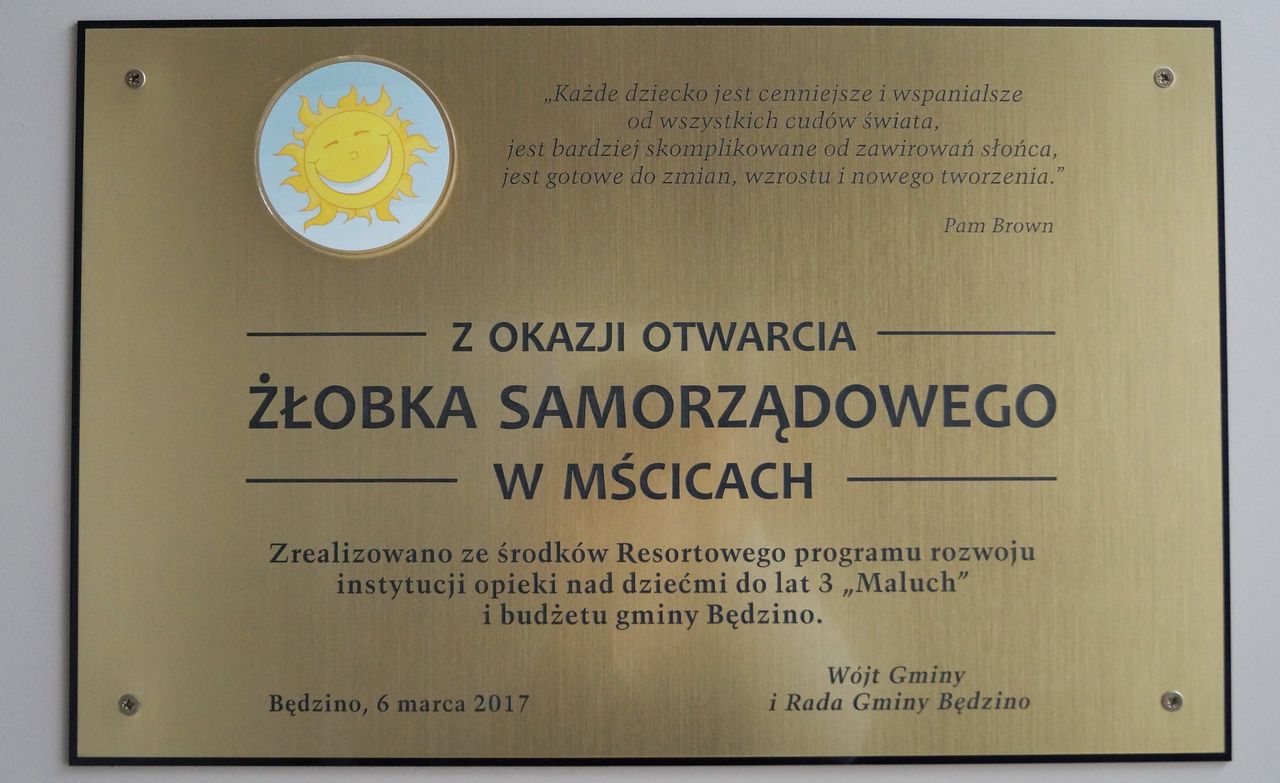 „Każde dziecko jest cenniejsze i wspanialsze
od wszystkich cudów świata,
jest bardziej skomplikowane od zawirowań słońca,
jest gotowe do zmian, wzrostu i nowego tworzenia.”
Pam Brown
Z OKAZJI OTWARCIA
ŻŁOBKA SAMORZĄDOWEGO
W MŚCICACH
Zrealizowano ze środków Resortowego programu rozwoju
instytucji opieki nad dziećmi do lat 3 „Maluch”
i budżetu gminy Będzino.
Będzino, 6 marca 2017
Wójt Gminy
i Rada Gminy Będzino